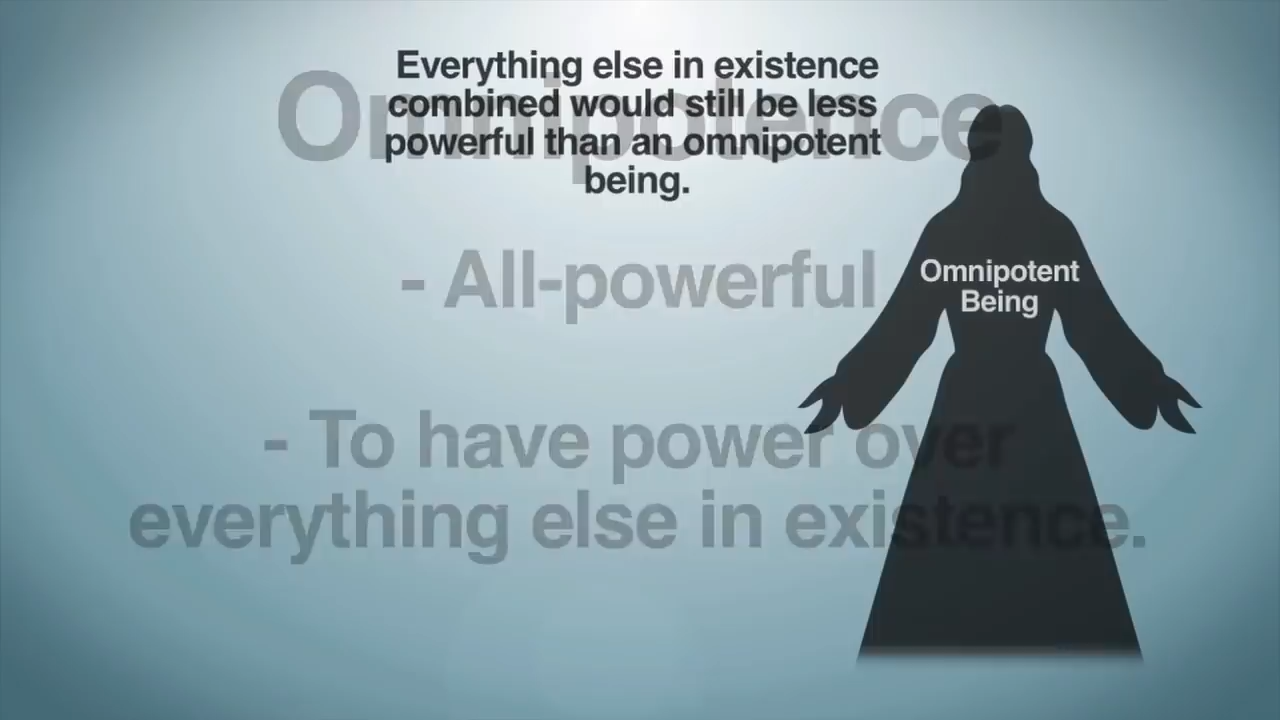 Everything else in existence
combined would still be less
powerful than an omnipotent
being.
Omnipotence
- All-powerful
- To have power over
everything else in existence.
Omnipotent
Being